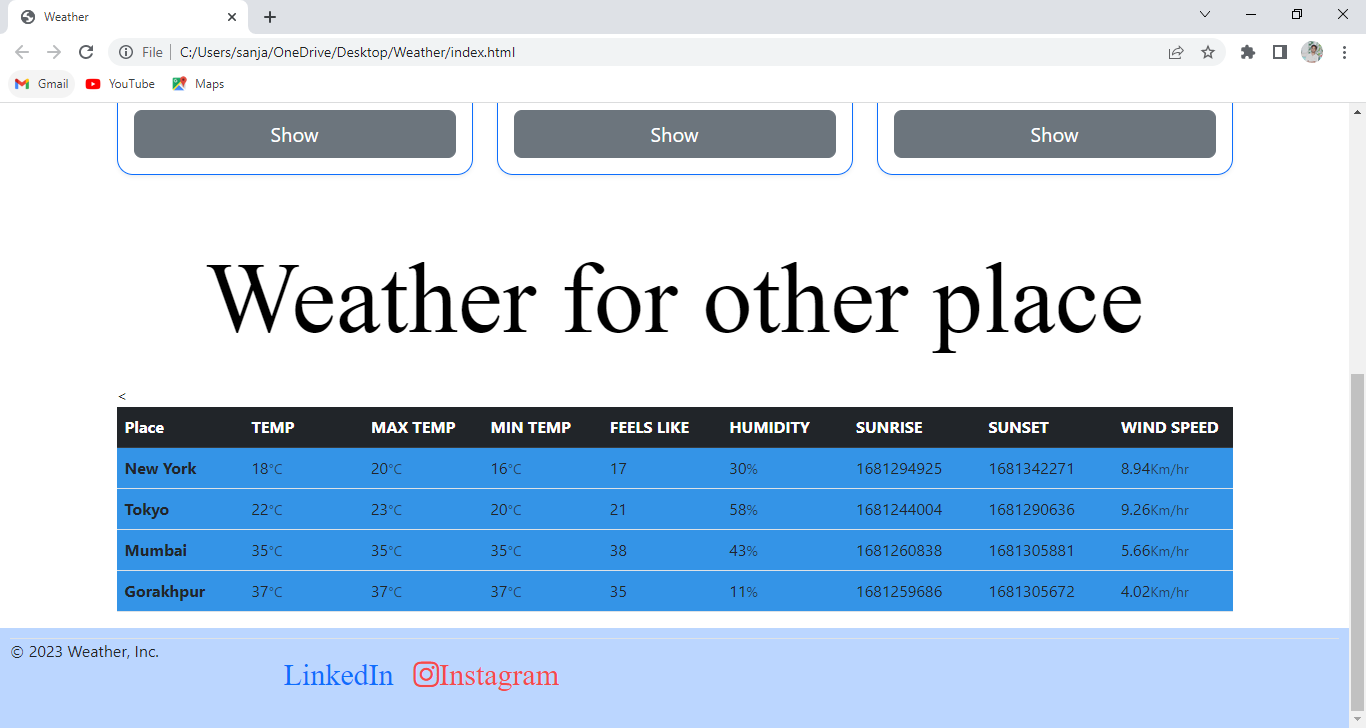 Weather
File C:/Users/sanja/OneDrive/Desktop/Weather/index.html
Gmail YouTube Maps
Show Show Show
Weather for other place
<
Place TEMP MAX TEMP MIN TEMP FEELS LIKE HUMIDITY SUNRISE SUNSET WIND SPEED
New York 18°C 20°C 16°C 17 30% 1681294925 1681342271 8.94Km/hr
Tokyo 22°C 23°C 20°C 21 58% 1681244004 1681290636 9.26Km/hr
Mumbai 35°C 35°C 35°C 38 43% 1681260838 1681305881 5.66Km/hr
Gorakhpur 37°C 37°C 37°C 35 11% 1681259686 1681305672 4.02Km/hr
© 2023 Weather, Inc.
LinkedIn Instagram